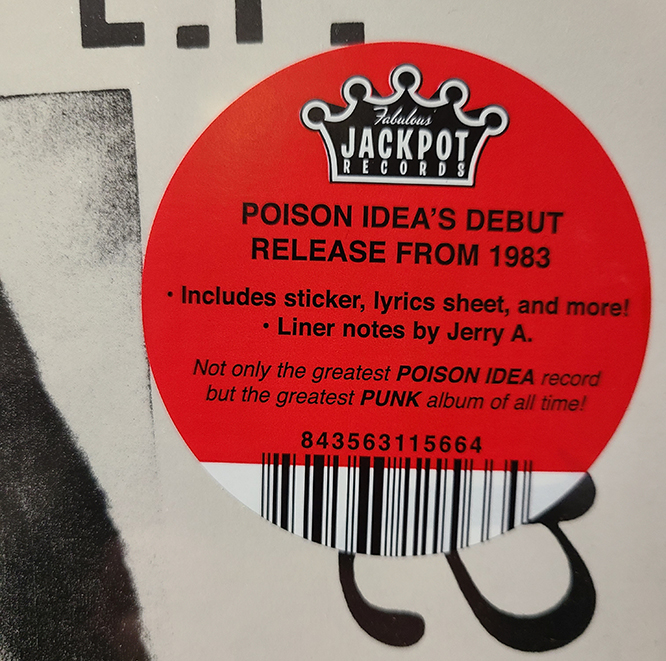 E.P.
Fabulous
JACKPOT
RECORDS
POISON IDEA'S DEBUT
RELEASE FROM 1983
• Includes sticker, lyrics sheet, and more!
• Liner notes by Jerry A.
Not only the greatest POISON IDEA record
but the greatest PUNK album of all time!
843563115664